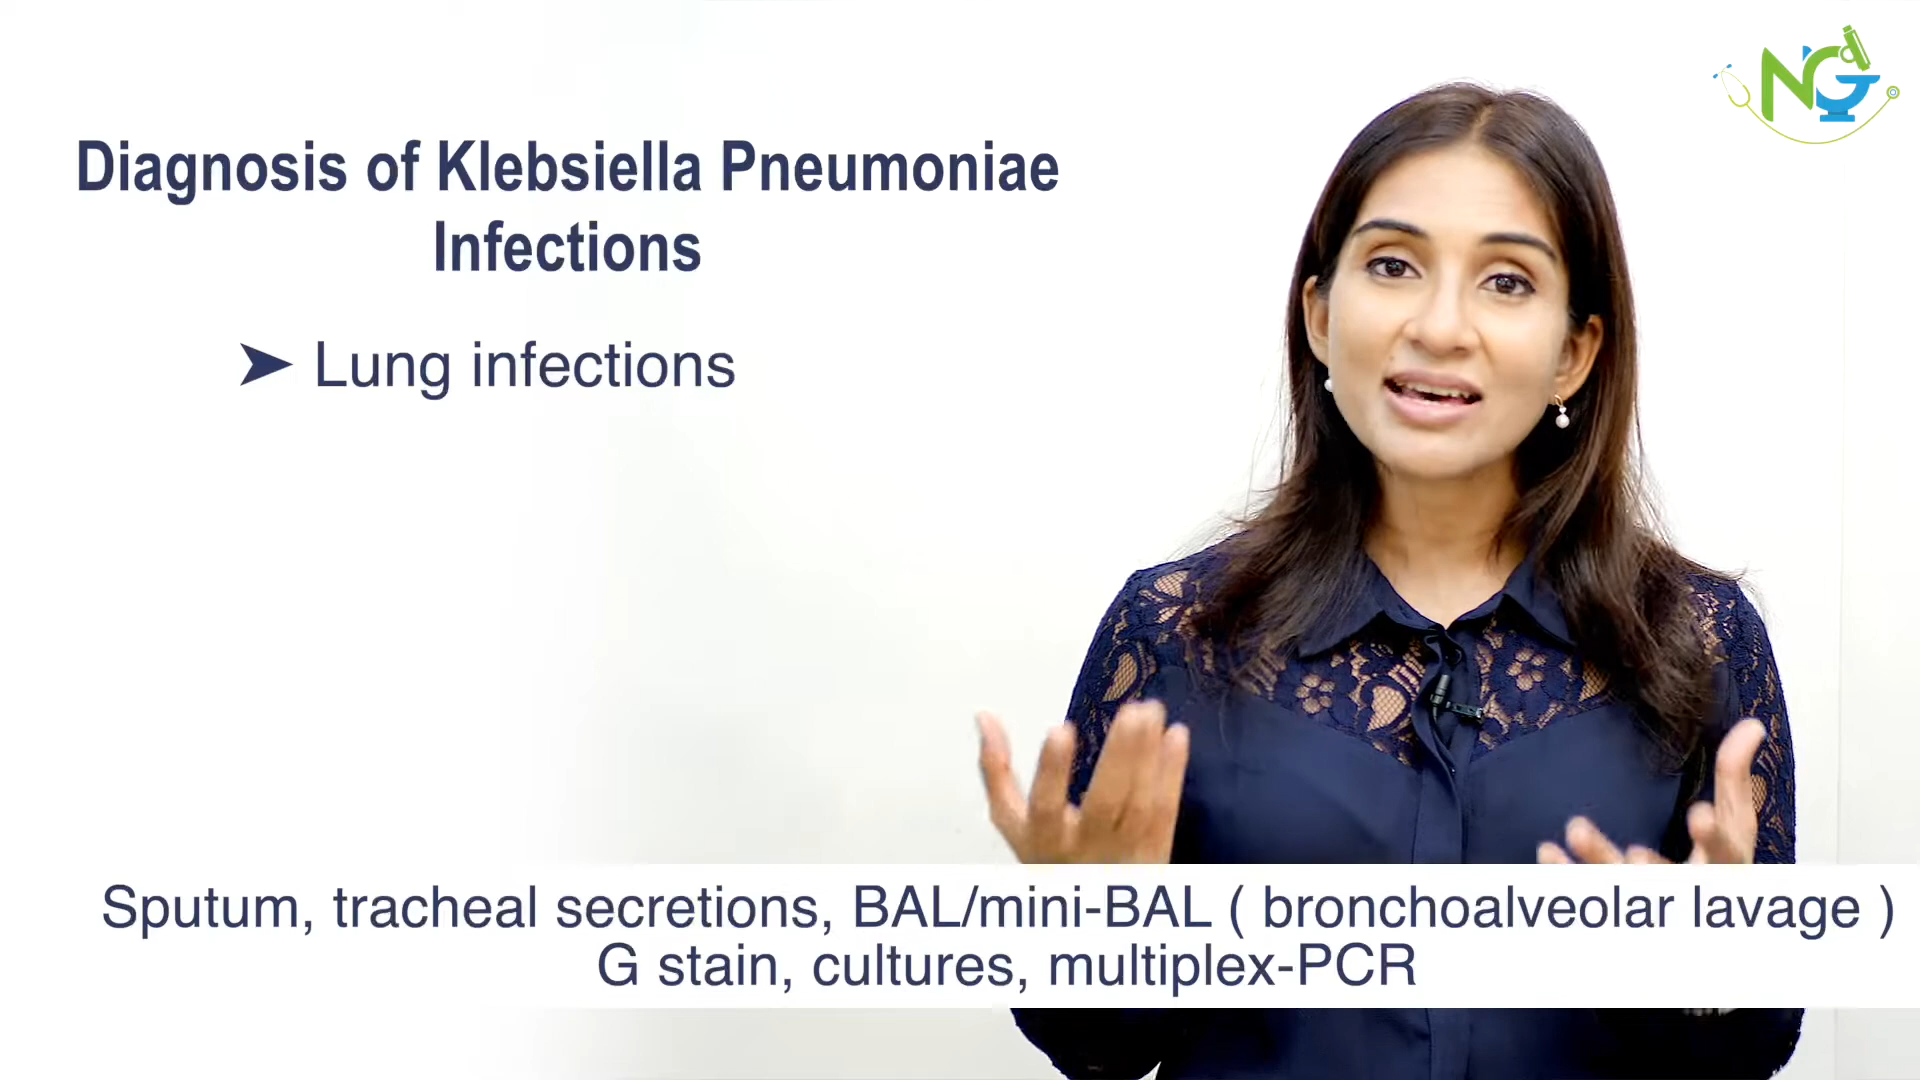 NG
Diagnosis of Klebsiella Pneumoniae
Infections
➤ Lung infections
Sputum, tracheal secretions, BAL/mini-BAL ( bronchoalveolar lavage )
G stain, cultures, multiplex-PCR